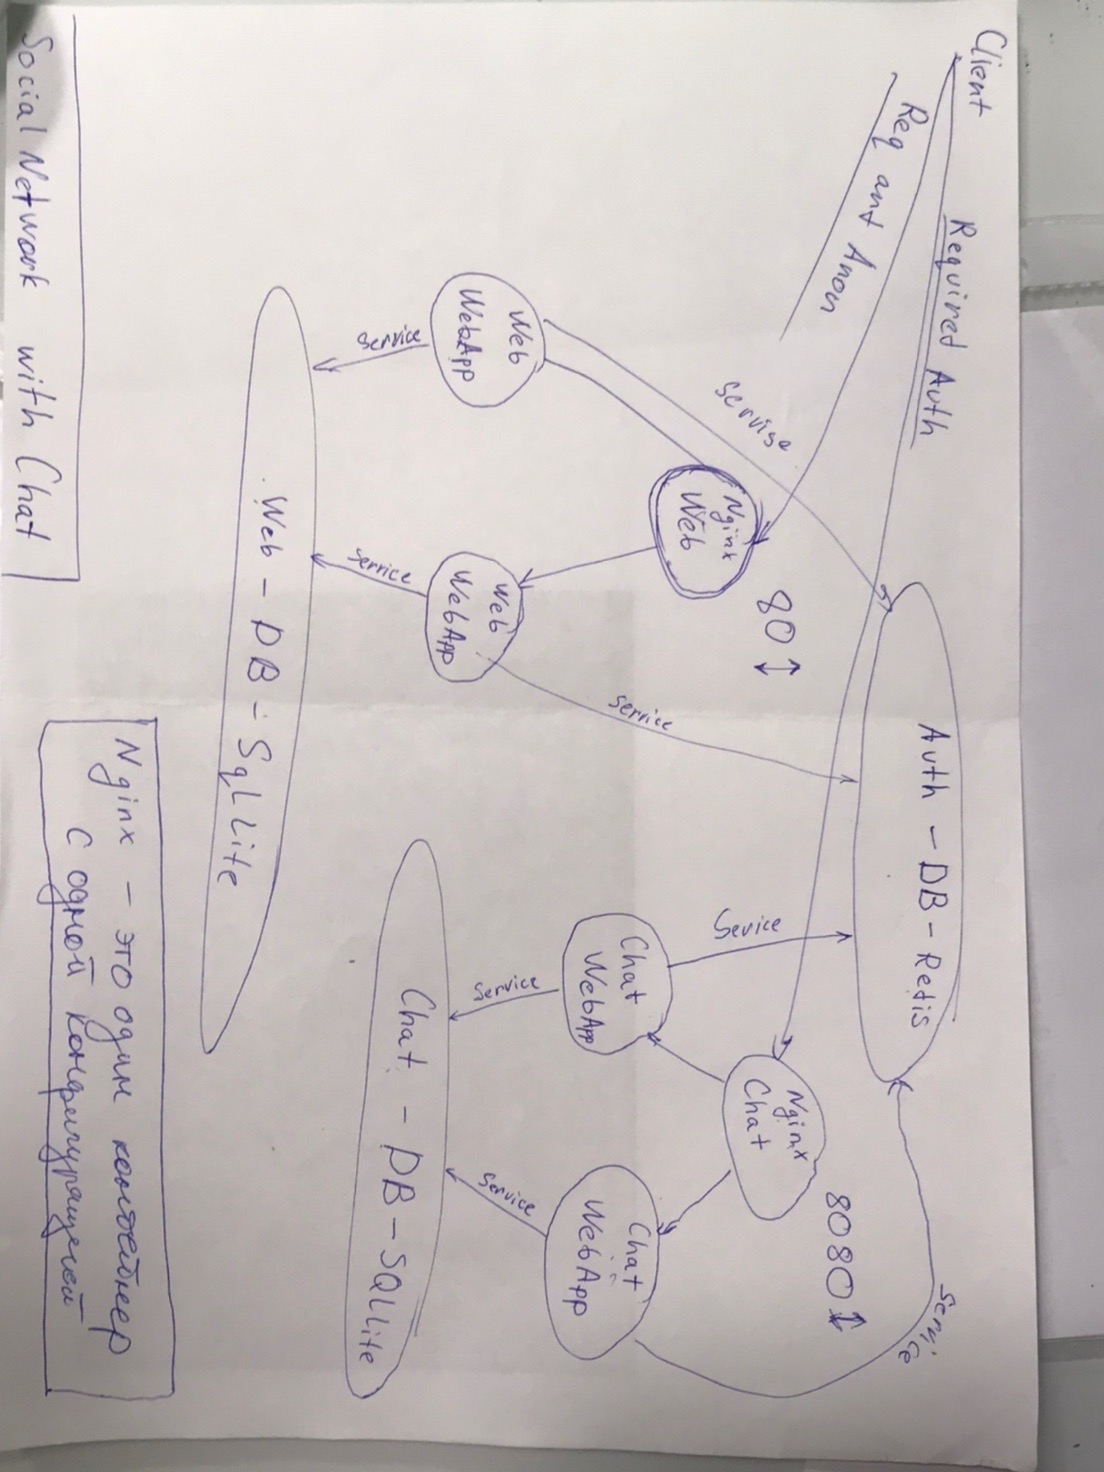 Client
Required Auth
Req and Anon
Auth - DB - Redis
Service
8080
Nginx
Chat
80
Servise
Nginx
Web
Service
Service
Chat
WebApp
Chat
WebApp
Web
WebApp
Web
WebApp
Service
Service
Service
Service
Chat - DB - SQLLite
Web - DB - SqLLite
Nginx - это один контейнер
с одной конфигурацией
Social Network with Chat